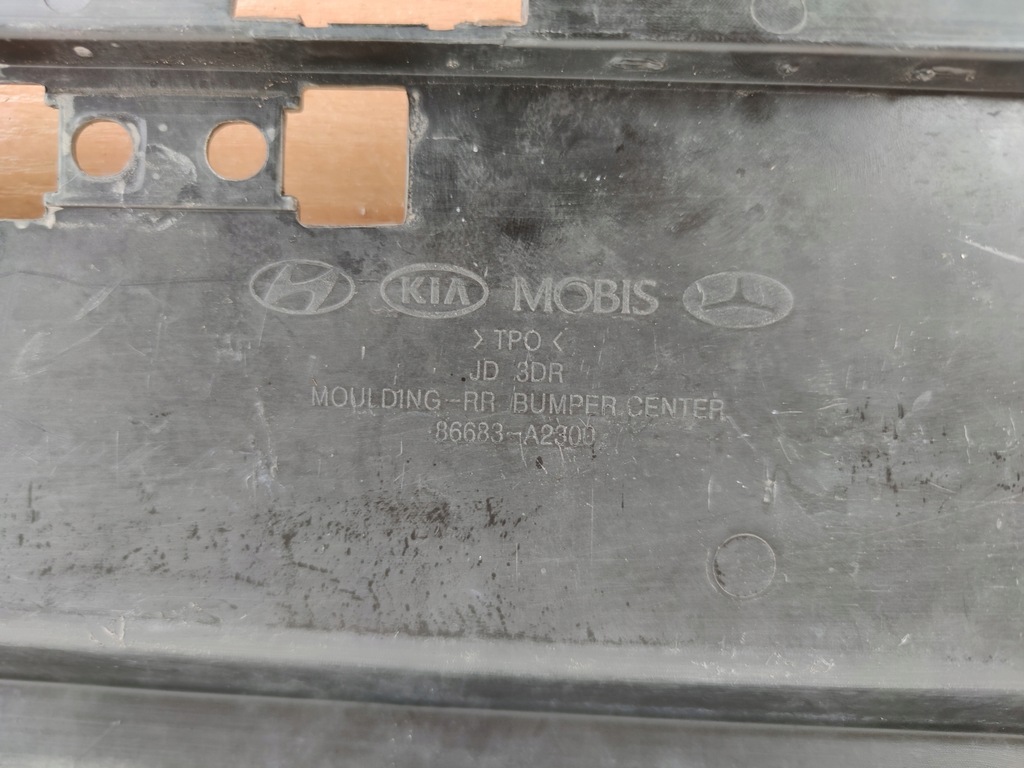 KIA MOBIS
>TPO<
JD 3DR
MOULDING-RR BUMPER CENTER
86683-A2300